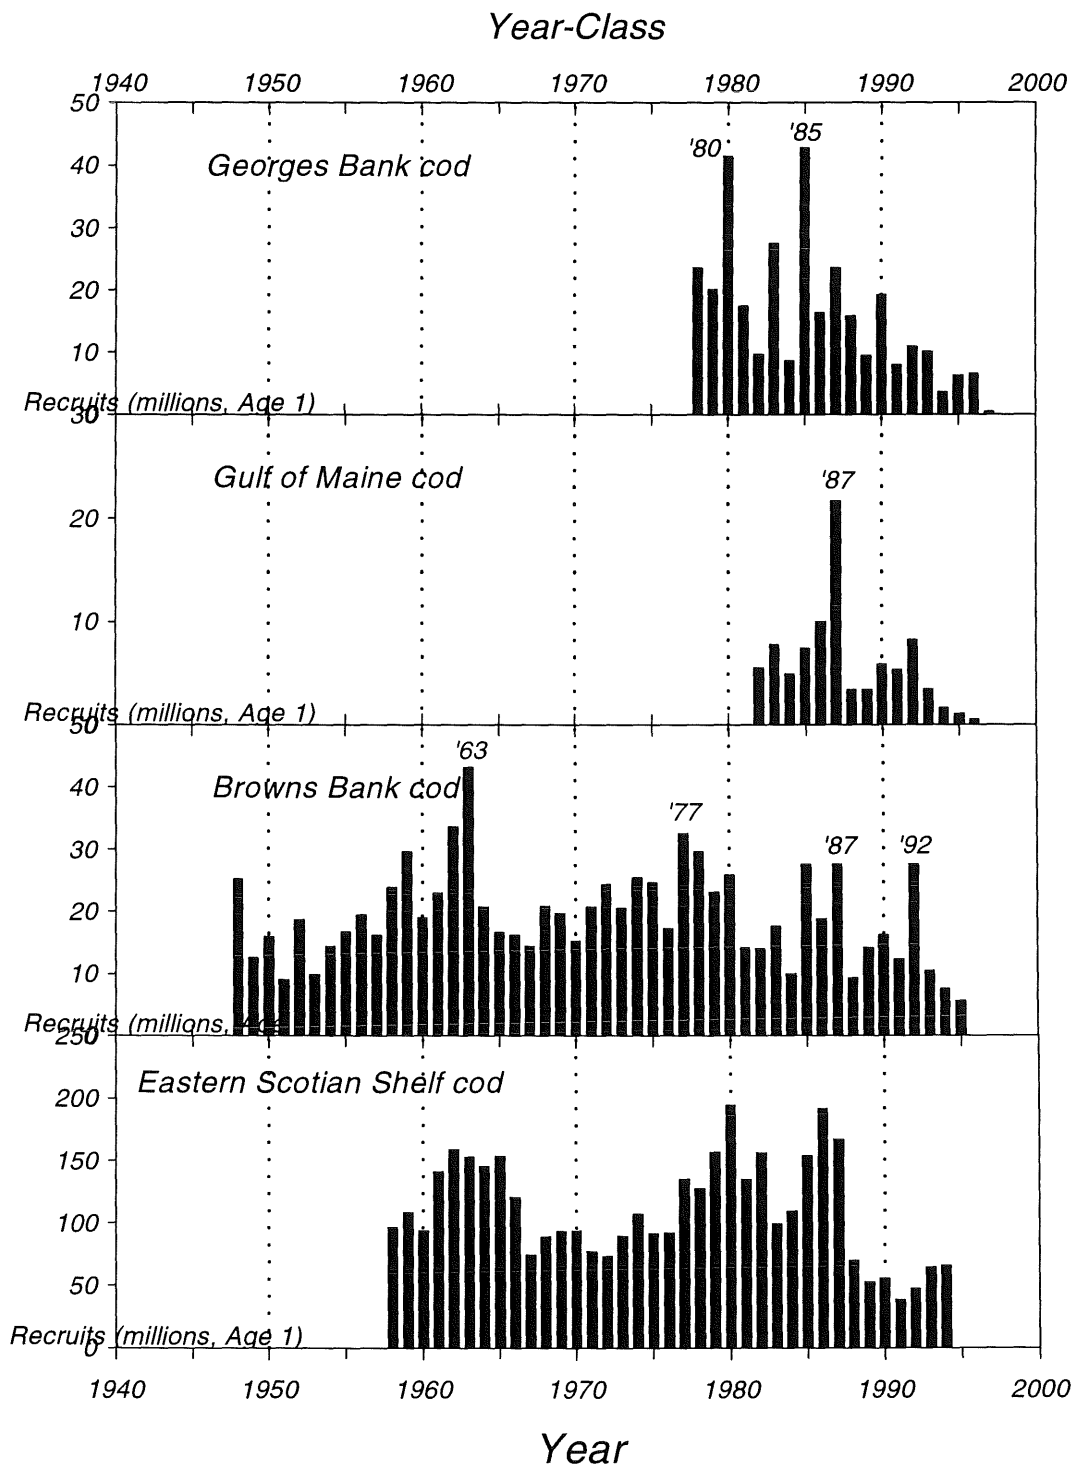 Year-Class
1940 1950 1960 1970 1980 1990 2000
50
'85
'80
Georges Bank cod
40
30
20
10
Recruits (millions, Age 1)
30
Gulf of Maine cod
'87
20
10
Recruits (millions, Age 1)
50
'63
Browns Bank cod
40
'77
30
'87 '92
20
10
Recruits (millions, Age
250
Eastern Scotian Shelf cod
200
150
100
50
Recruits (millions, Age 1)
0
1940 1950 1960 1970 1980 1990 2000
Year